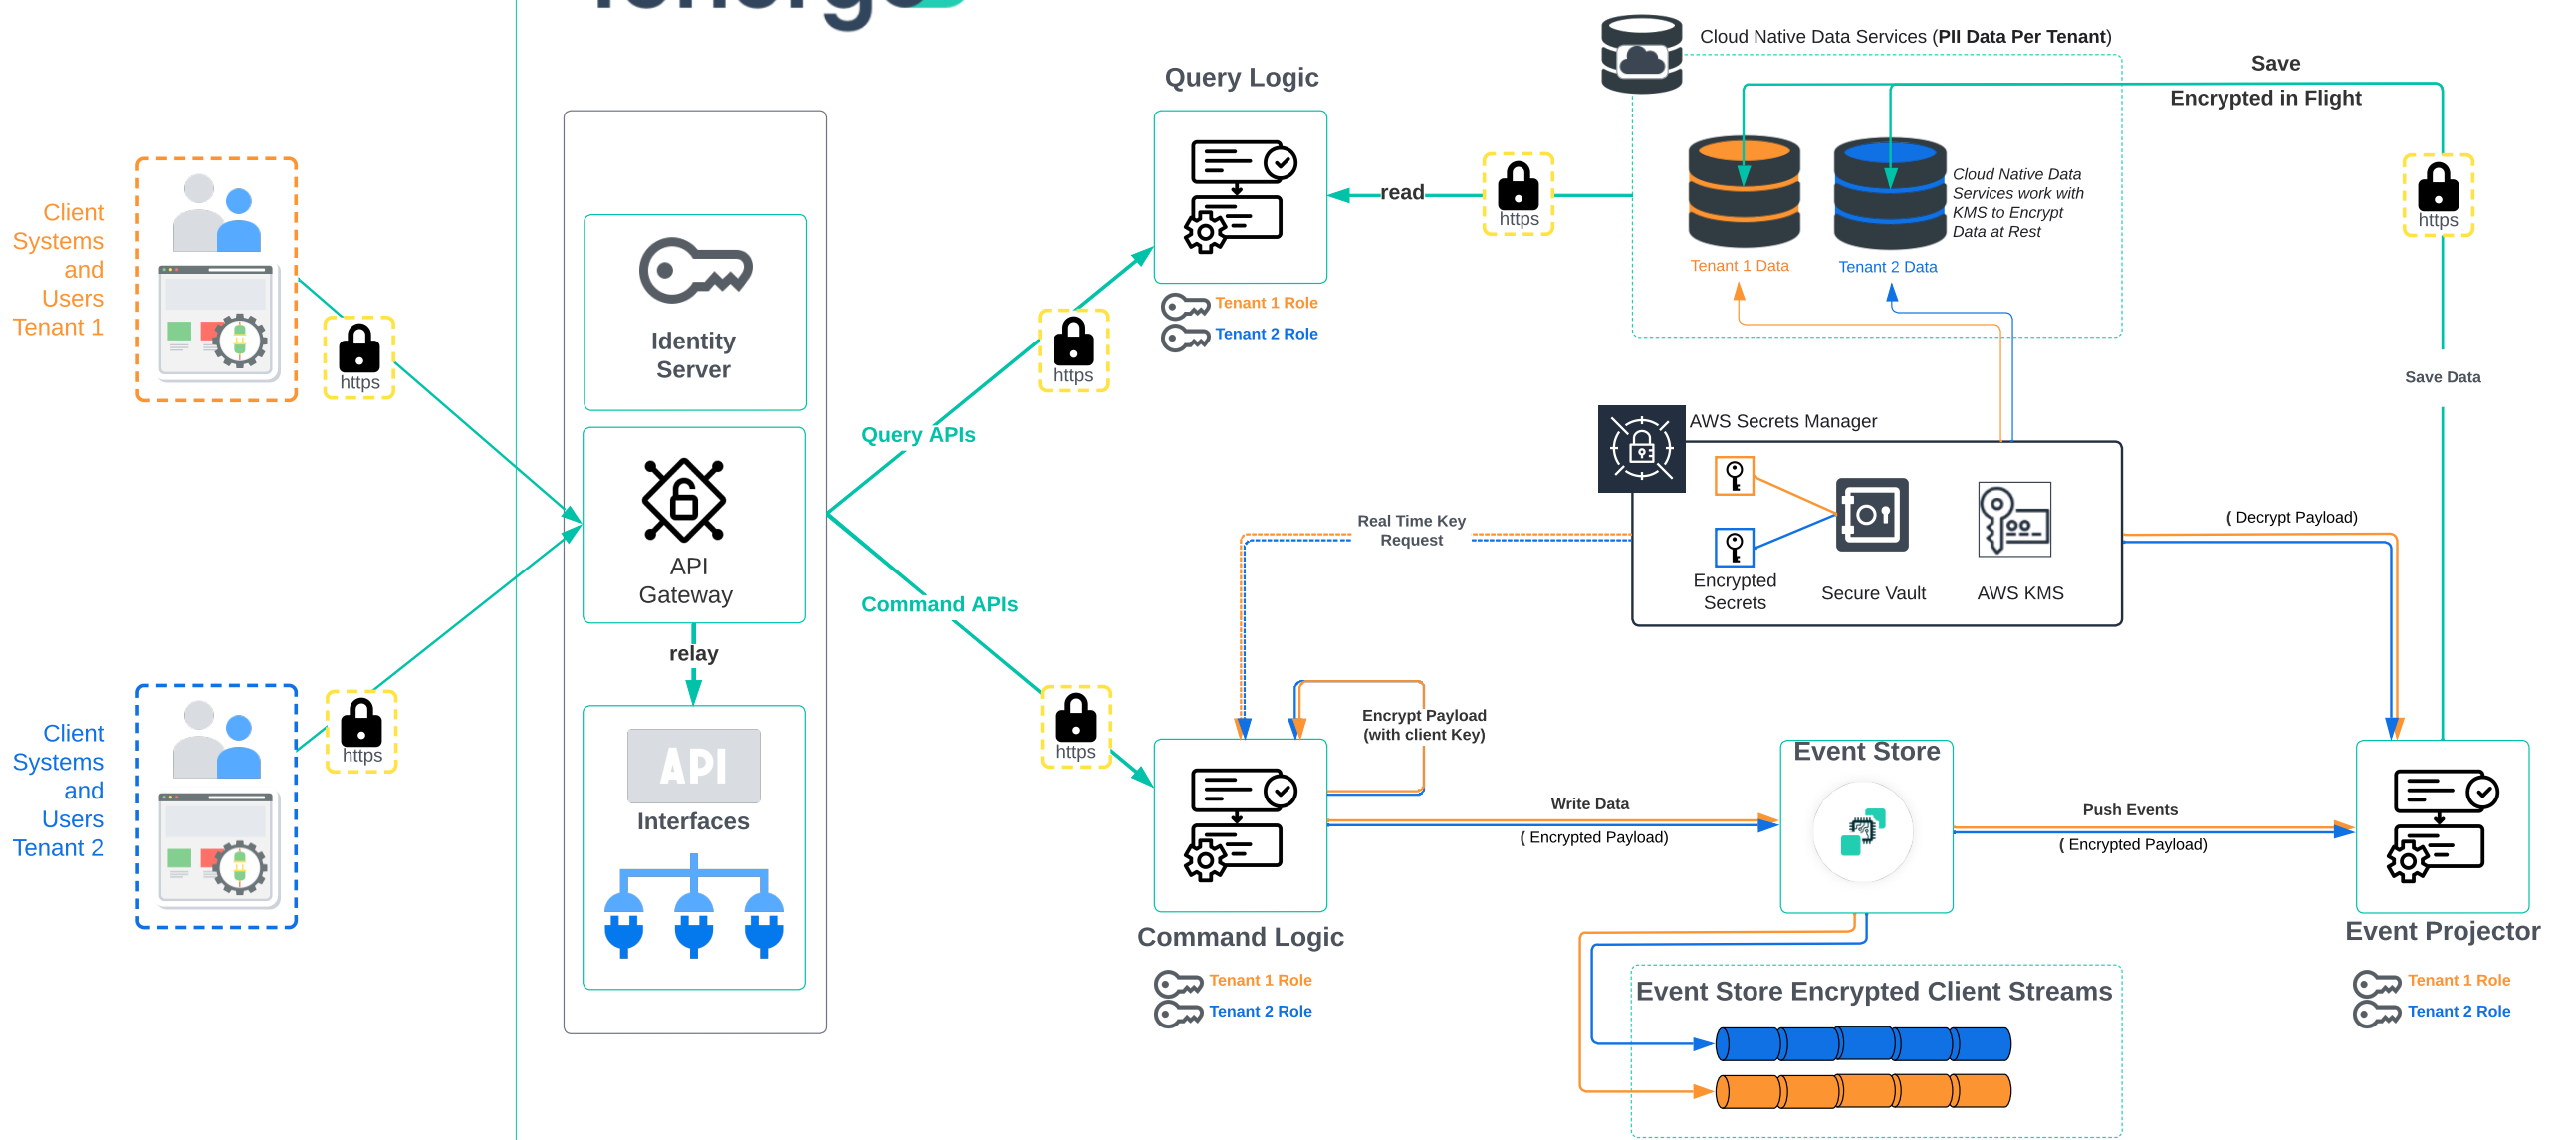 Cloud Native Data Services (PII Data Per Tenant)
Save
Encrypted in Flight
Query Logic
Client
Systems
and
Users
Tenant 1
https
Identity
Server
https
Tenant 1 Role
Tenant 2 Role
read
https
Cloud Native Data
Services work with
KMS to Encrypt
Data at Rest
Tenant 1 Data
Tenant 2 Data
https
Save Data
Query APIs
AWS Secrets Manager
API
Gateway
Real Time Key
Request
Encrypted
Secrets
Secure Vault
AWS KMS
( Decrypt Payload)
Command APIs
relay
Client
Systems
and
Users
Tenant 2
https
API
Interfaces
https
Encrypt Payload
(with client Key)
Write Data
( Encrypted Payload)
Event Store
Push Events
( Encrypted Payload)
Command Logic
Tenant 1 Role
Tenant 2 Role
Event Projector
Tenant 1 Role
Tenant 2 Role
Event Store Encrypted Client Streams